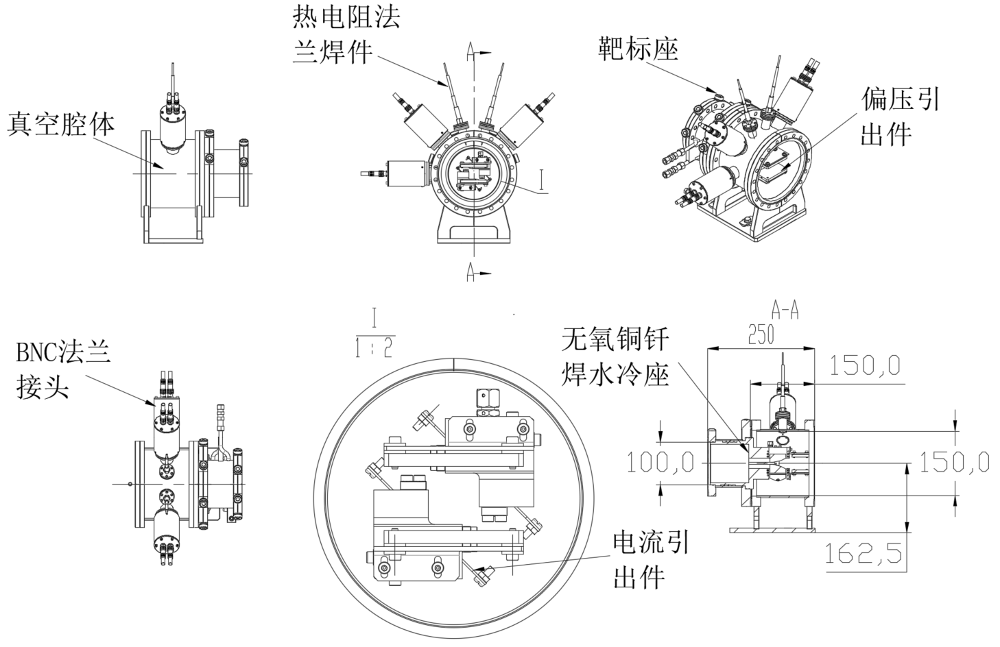 热电阻法
兰焊件
A
靶标座
真空腔体
偏压引
出件
I
A
A-A
I
1:2
BNC法兰
接头
无氧铜钎
焊水冷座
250
150,0
100,0
150,0
162,5
电流引
出件